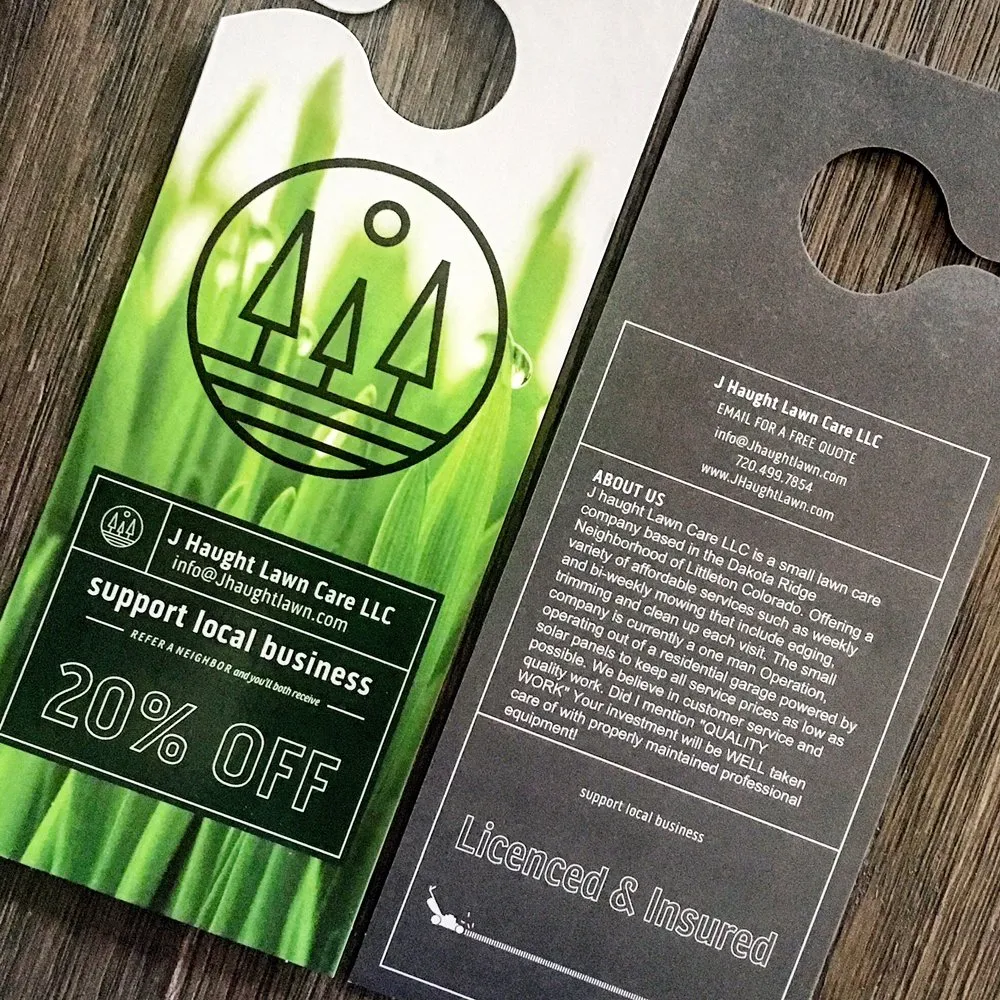 J Haught Lawn Care LLC
info@Jhaughtlawn.com
support local business
REFER A NEIGHBOR and you'll both receive
20% OFF
J Haught Lawn Care LLC
EMAIL FOR A FREE QUOTE
info@Jhaughtlawn.com
720.499.7854
www.JHaughtLawn.com
ABOUT US
J haught Lawn Care LLC is a small lawn care
company based in the Dakota Ridge
Neighborhood of Littleton Colorado. Offering a
variety of affordable services such as weekly
and bi-weekly mowing that include edging,
trimming and clean up each visit. The small
company is currently a one man Operation,
operating out of a residential garage powered by
solar panels to keep all service prices as low as
possible. We believe in customer service and
quality work. Did I mention "QUALITY
WORK" Your investment will be WELL taken
care of with properly maintained professional
equipment!
support local business
Licenced & Insured